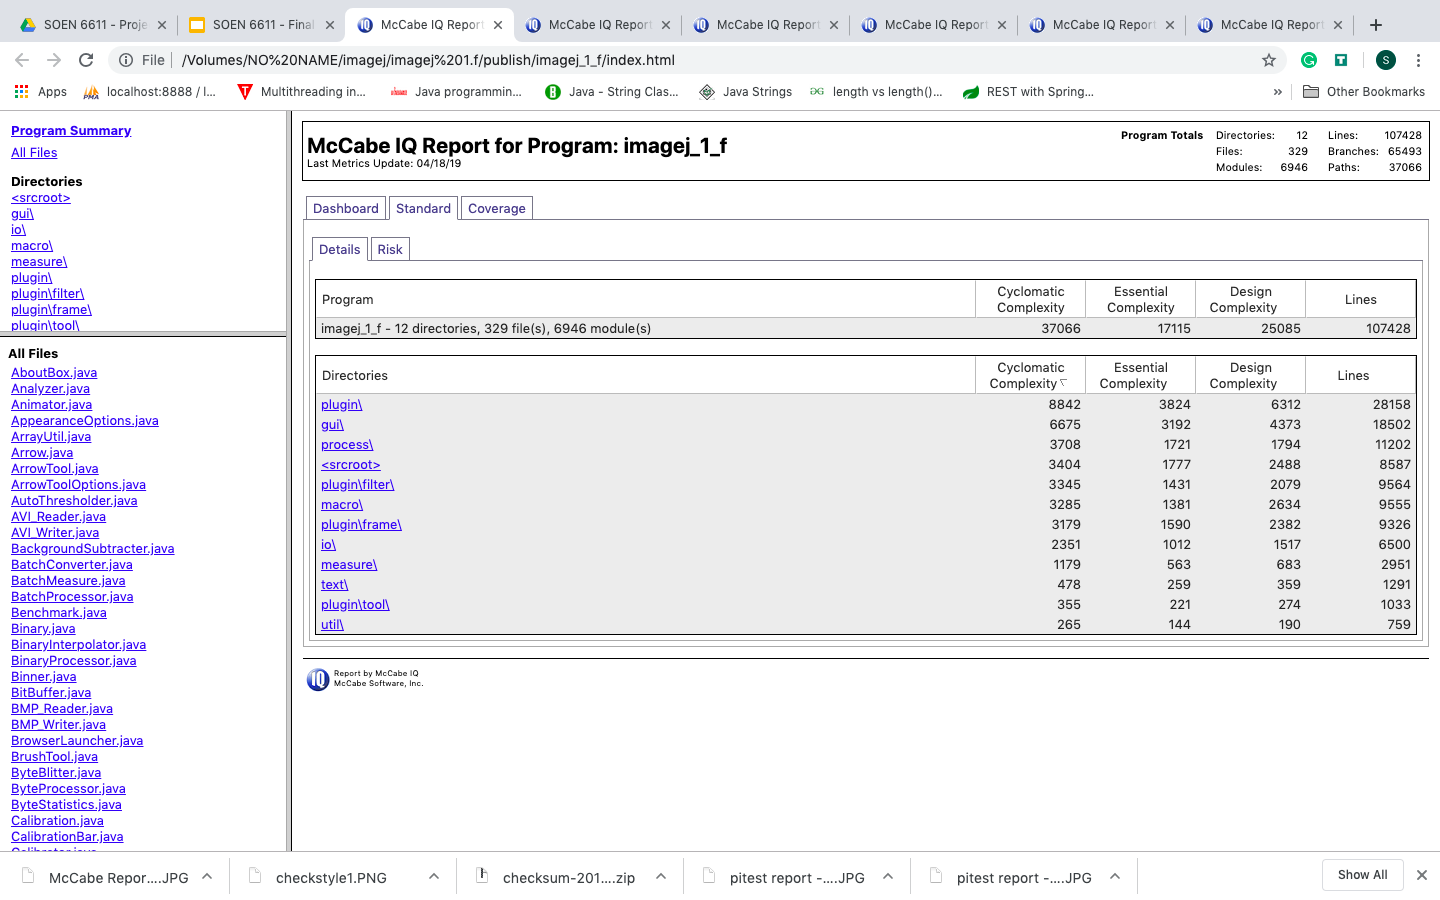 SOEN 6611 - Proje
SOEN 6611 - Final
McCabe IQ Report
McCabe IQ Report
McCabe IQ Report
McCabe IQ Report
McCabe IQ Report
McCabe IQ Report
File /Volumes/NO%20NAME/imagej/imagej%201.f/publish/imagej_1_f/index.html
Apps
localhost:8888 / l...
Multithreading in...
Java programmin...
Java - String Clas...
Java Strings
length vs length()...
REST with Spring...
»
Other Bookmarks
Program Summary
All Files
Directories
<srcroot>
gui\
io\
macro\
measure\
plugin\
plugin\filter\
plugin\frame\
plugin\tool\
All Files
AboutBox.java
Analyzer.java
Animator.java
AppearanceOptions.java
ArrayUtil.java
Arrow.java
ArrowTool.java
ArrowToolOptions.java
AutoThresholder.java
AVI_Reader.java
AVI_Writer.java
BackgroundSubtracter.java
BatchConverter.java
BatchMeasure.java
BatchProcessor.java
Benchmark.java
Binary.java
BinaryInterpolator.java
BinaryProcessor.java
Binner.java
BitBuffer.java
BMP_Reader.java
BMP_Writer.java
BrowserLauncher.java
BrushTool.java
ByteBlitter.java
ByteProcessor.java
ByteStatistics.java
Calibration.java
CalibrationBar.java
McCabe IQ Report for Program: imagej_1_f
Last Metrics Update: 04/18/19
Program Totals Directories: 12 Lines: 107428
Files: 329 Branches: 65493
Modules: 6946 Paths: 37066
Dashboard Standard Coverage
Details Risk
Program Cyclomatic Complexity Essential Complexity Design Complexity Lines
imagej_1_f - 12 directories, 329 file(s), 6946 module(s) 37066 17115 25085 107428
Directories Cyclomatic Complexity Essential Complexity Design Complexity Lines
plugin\ 8842 3824 6312 28158
gui\ 6675 3192 4373 18502
process\ 3708 1721 1794 11202
<srcroot> 3404 1777 2488 8587
plugin\filter\ 3345 1431 2079 9564
macro\ 3285 1381 2634 9555
plugin\frame\ 3179 1590 2382 9326
io\ 2351 1012 1517 6500
measure\ 1179 563 683 2951
text\ 478 259 359 1291
plugin\tool\ 355 221 274 1033
util\ 265 144 190 759
IQ
Report by McCabe IQ
McCabe Software, Inc.
McCabe Repor....JPG
checkstyle1.PNG
checksum-201....zip
pitest report -....JPG
pitest report -....JPG
Show All